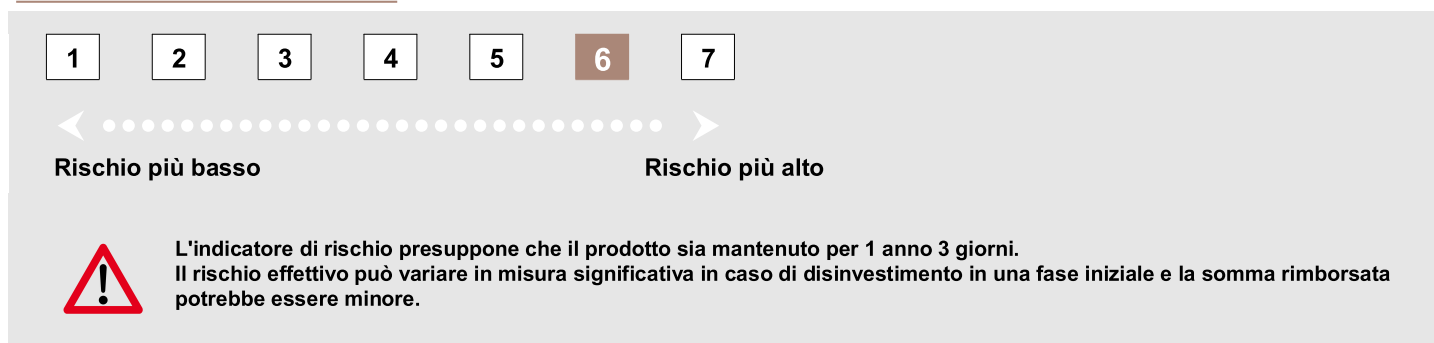 1 2 3 4 5 6 7
Rischio più basso Rischio più alto
L'indicatore di rischio presuppone che il prodotto sia mantenuto per 1 anno 3 giorni.
Il rischio effettivo può variare in misura significativa in caso di disinvestimento in una fase iniziale e la somma rimborsata
potrebbe essere minore.